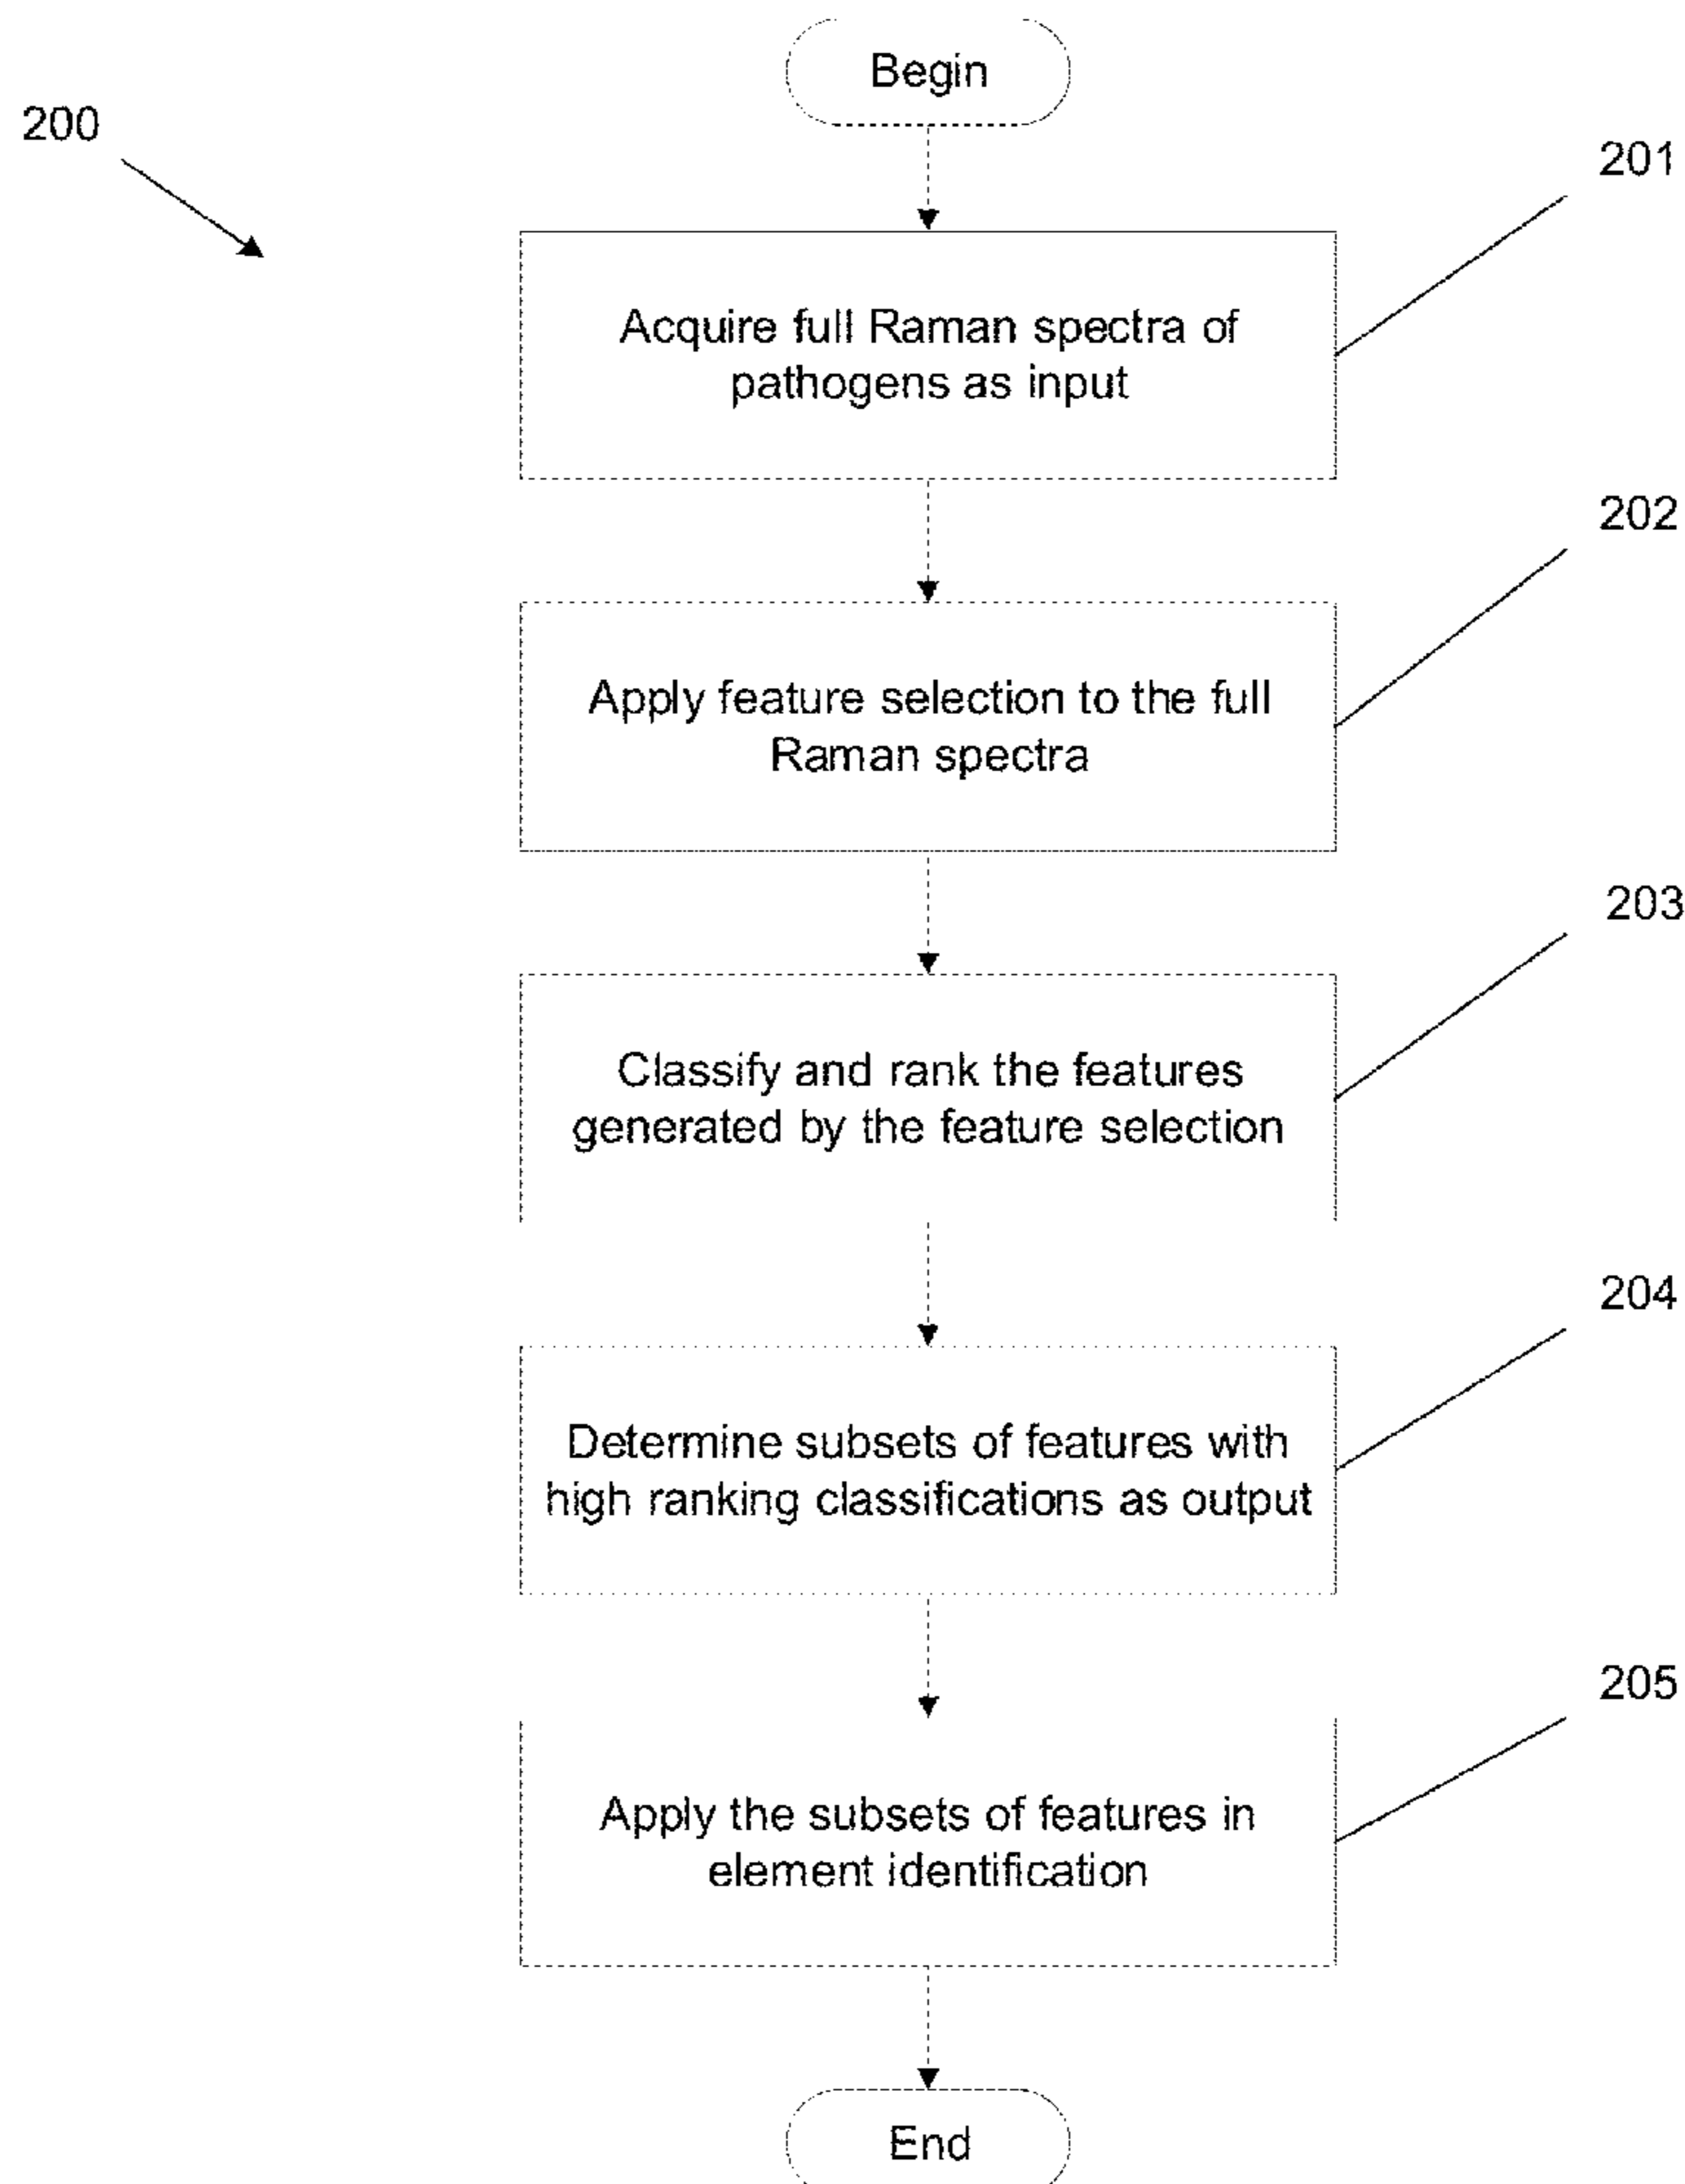 Begin
200
201
Acquire full Raman spectra of
pathogens as input
202
Apply feature selection to the full
Raman spectra
203
Classify and rank the features
generated by the feature selection
204
Determine subsets of features with
high ranking classifications as output
205
Apply the subsets of features in
element identification
End